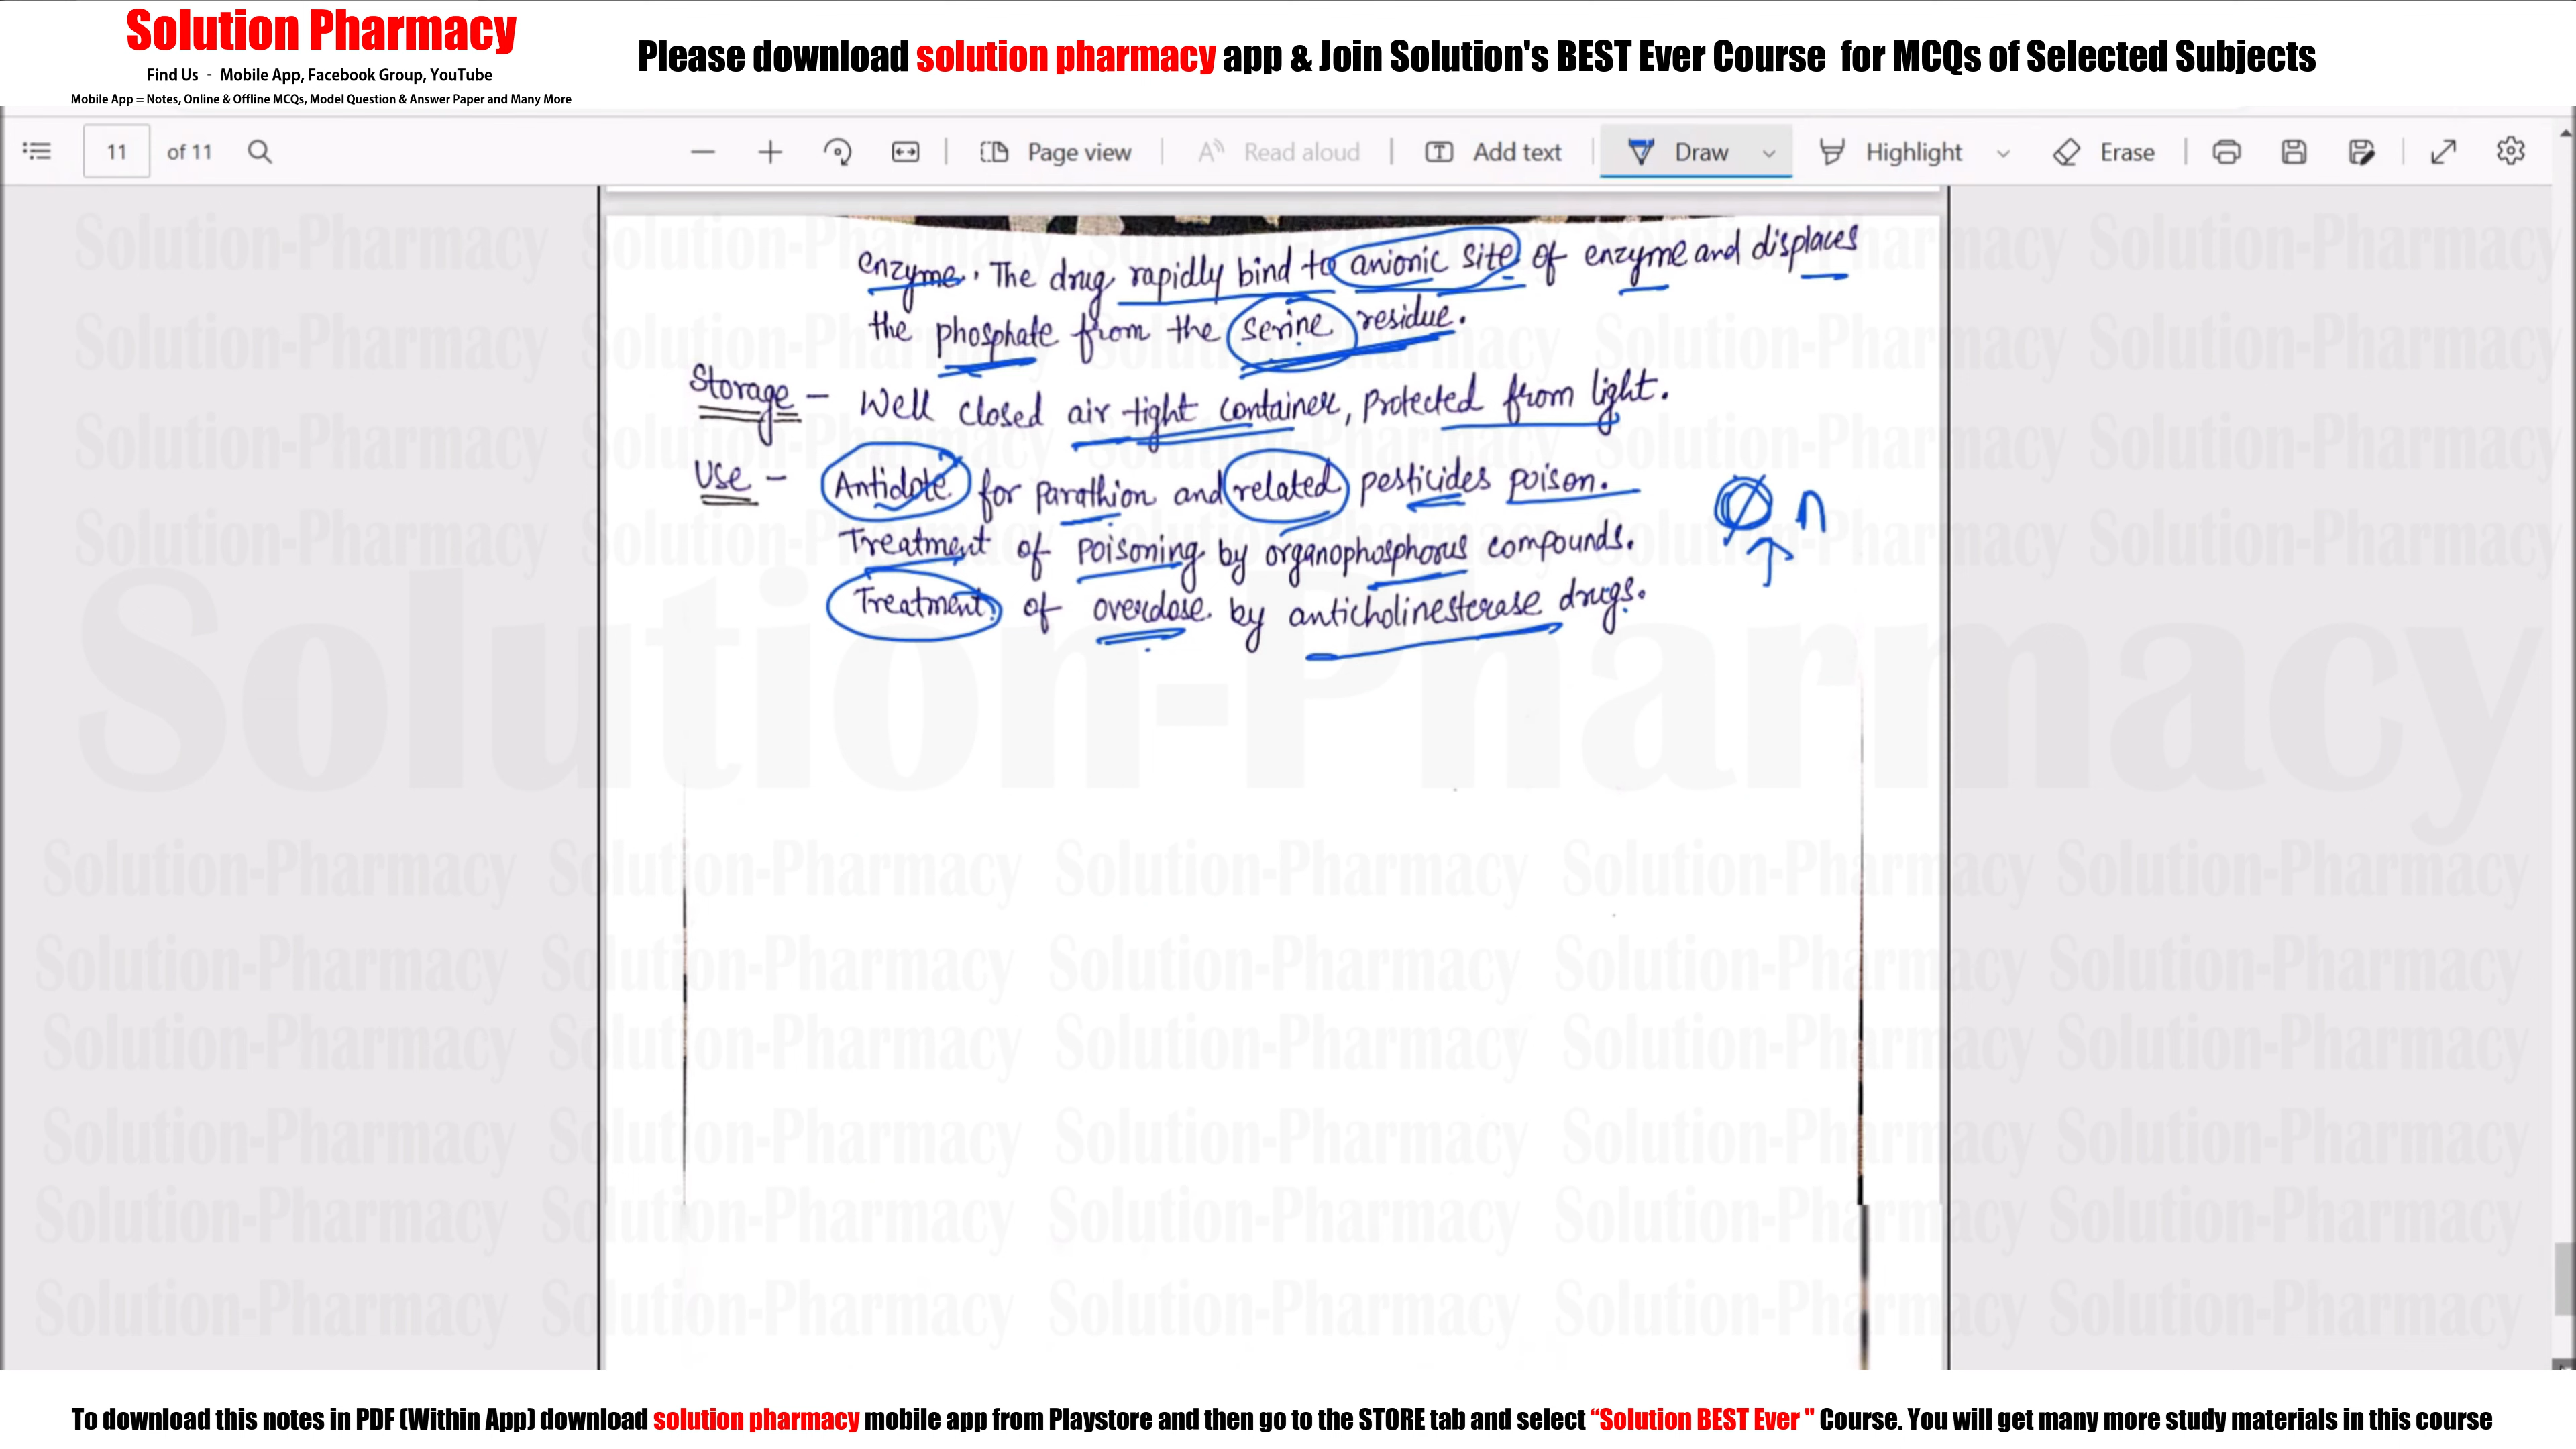 Solution Pharmacy
Find Us - Mobile App, Facebook Group, YouTube
Mobile App = Notes, Online & Offline MCQs, Model Question & Answer Paper and Many More
Please download solution pharmacy app & Join Solution's BEST Ever Course for MCQs of Selected Subjects
11 of 11 Page view Read aloud Add text Draw Highlight Erase
enzyme. The drug rapidly bind to anionic site of enzyme and displaces
the phosphate from the serine residue.
Storage - Well closed air tight container, Protected from light.
Use - Antidote for parathion and related pesticides poison.
Treatment of poisoning by organophosphorus compounds.
Treatment of overdose by anticholinesterase drugs.
Solution-Pharmacy
To download this notes in PDF (Within App) download solution pharmacy mobile app from Playstore and then go to the STORE tab and select “Solution BEST Ever " Course. You will get many more study materials in this course